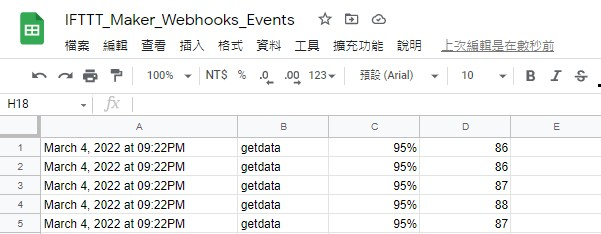 IFTTT_Maker_Webhooks_Events
檔案 編輯 查看 插入 格式 資料 工具 擴充功能 說明 上次編輯是在數秒前
100% NT$ % .0 .00 123 預設 (Arial) 10 B I S
H18 fx
A B C D E
1 March 4, 2022 at 09:22PM getdata 95% 86
2 March 4, 2022 at 09:22PM getdata 95% 86
3 March 4, 2022 at 09:22PM getdata 95% 87
4 March 4, 2022 at 09:22PM getdata 95% 88
5 March 4, 2022 at 09:22PM getdata 95% 87